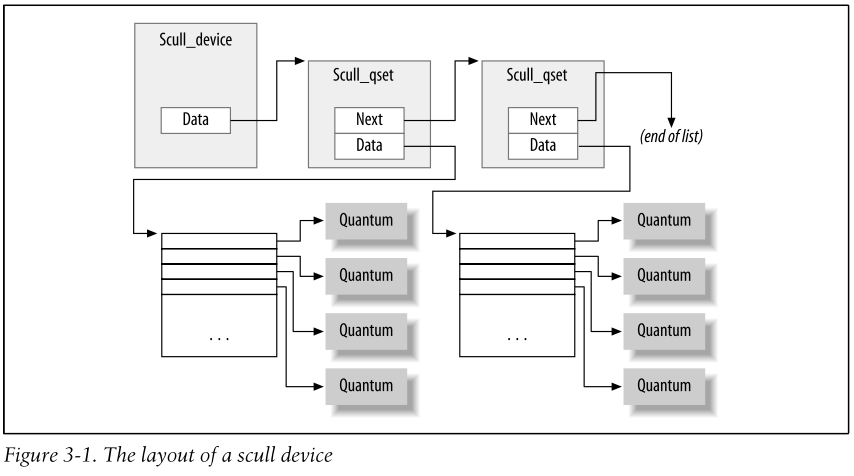 Scull_device
Scull_qset
Scull_qset
Data
Next
Next
Data
Data
(end of list)
Quantum
Quantum
Quantum
Quantum
Quantum
Quantum
. . .
Quantum
. . .
Quantum
Figure 3-1. The layout of a scull device